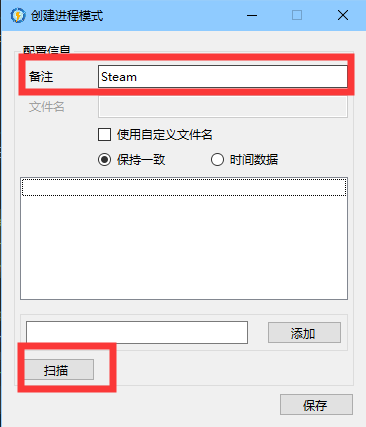 创建进程模式
配置信息
备注 Steam
文件名
使用自定义文件名
保持一致 时间数据
添加
扫描
保存